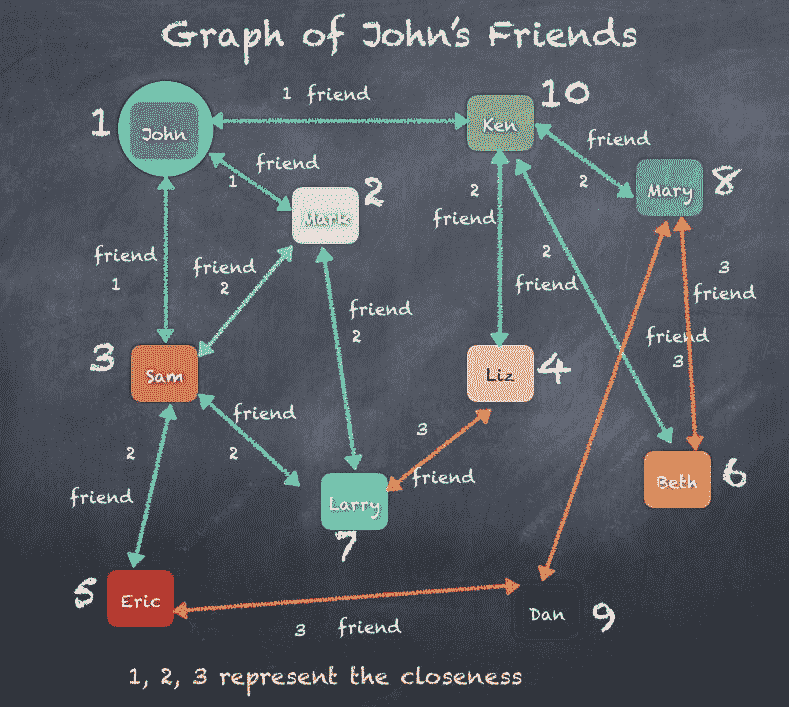 Graph of John's Friends
1 friend
10
1
John
Ken
friend
friend
1
2
2
Mary
8
2
Mark
friend
friend
1
friend
2
2
friend
3
friend
friend
2
friend
3
3
Sam
Liz
4
friend
2
2
friend
3
friend
Beth
6
2
friend
Larry
7
5
Eric
Dan
9
3 friend
1, 2, 3 represent the closeness